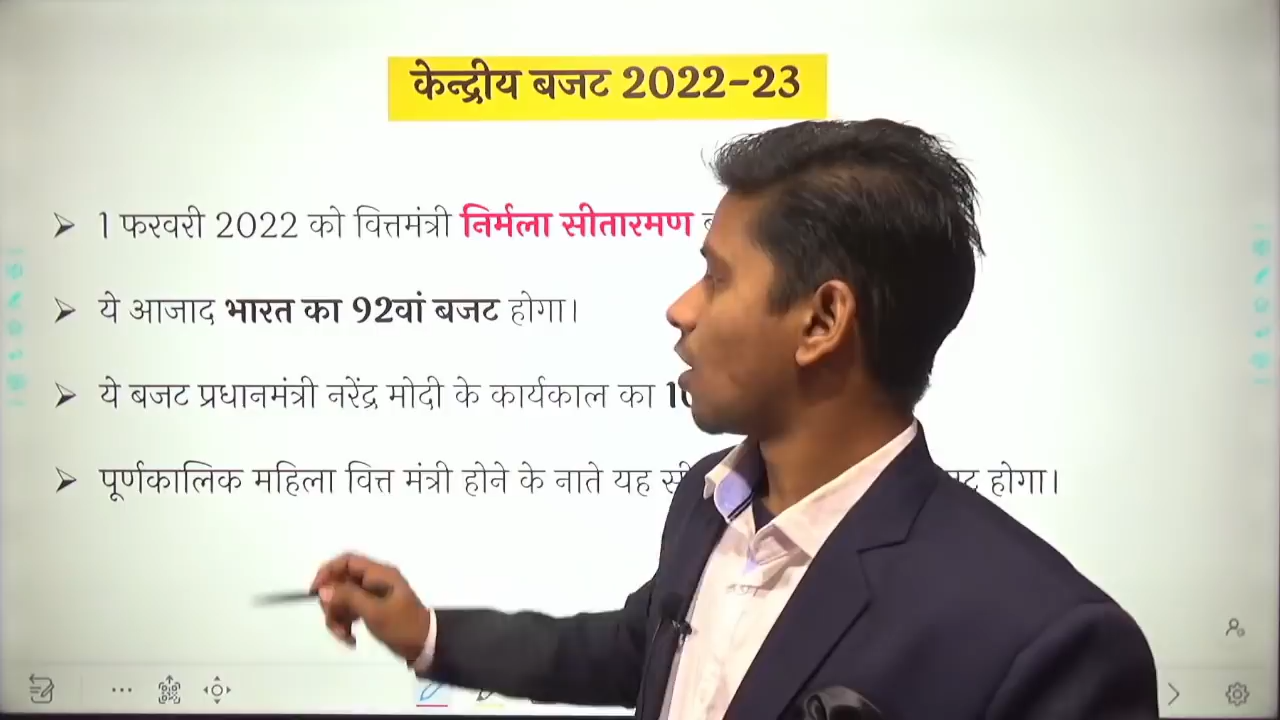 केन्द्रीय बजट 2022-23
1 फरवरी 2022 को वित्तमंत्री निर्मला सीतारमण
ये आजाद भारत का 92वां बजट होगा।
ये बजट प्रधानमंत्री नरेंद्र मोदी के कार्यकाल का
पूर्णकालिक महिला वित्त मंत्री होने के नाते यह होगा।